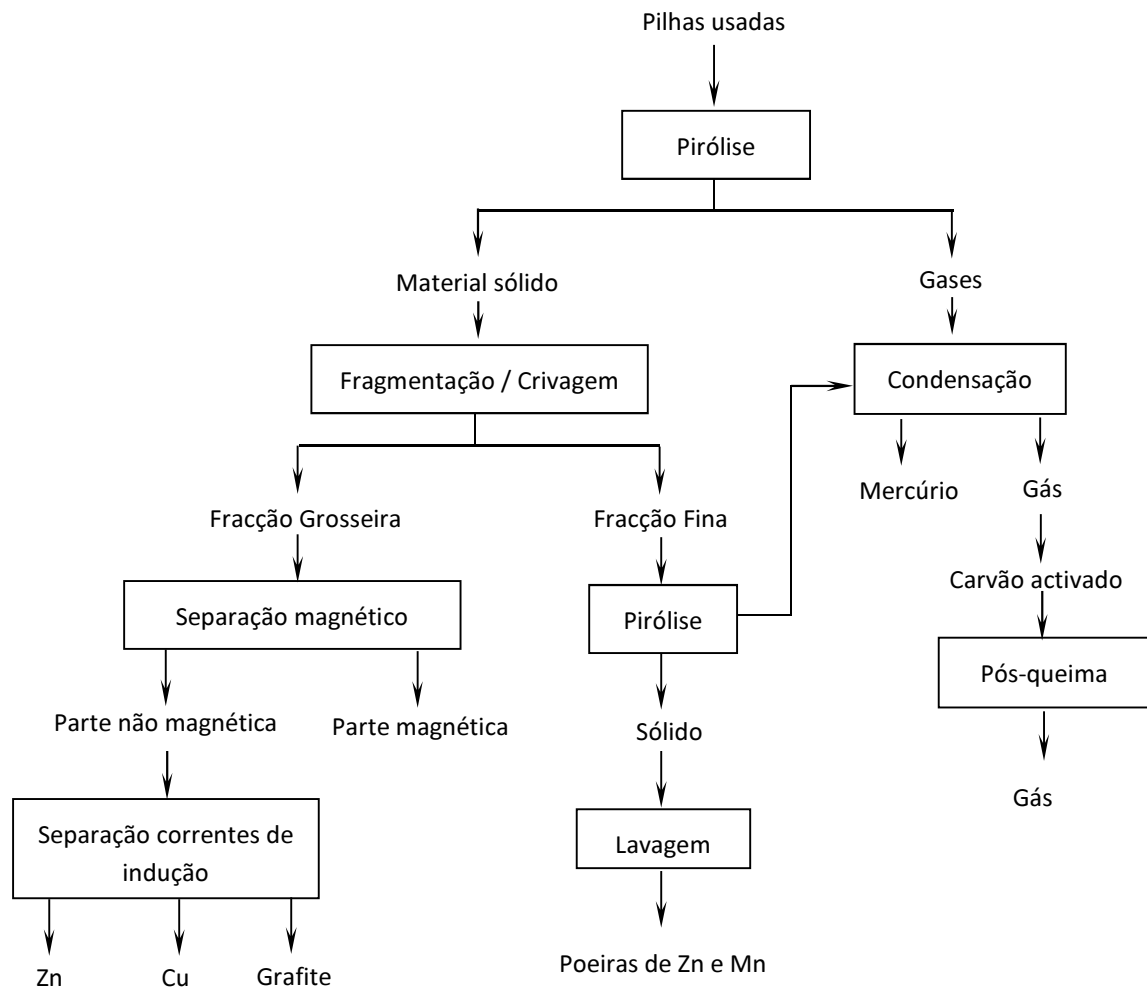 Pilhas usadas
Pirólise
Material sólido
Gases
Fragmentação / Crivagem
Condensação
Mercúrio
Gás
Fracção Grosseira
Fracção Fina
Carvão activado
Separação magnético
Pirólise
Pós-queima
Parte não magnética
Parte magnética
Sólido
Gás
Separação correntes de
indução
Lavagem
Zn
Cu
Grafite
Poeiras de Zn e Mn